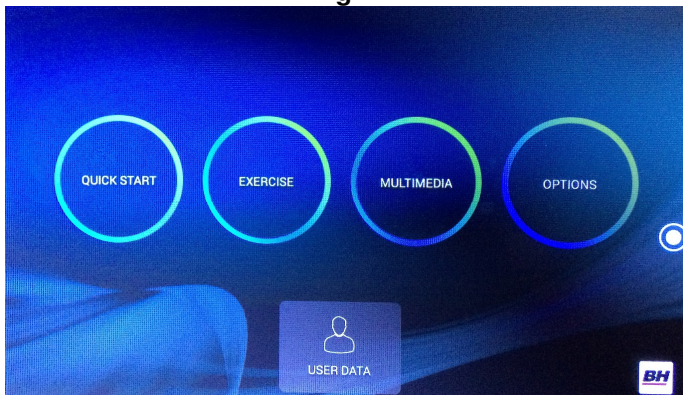 QUICK START
EXERCISE
MULTIMEDIA
OPTIONS
USER DATA
BH